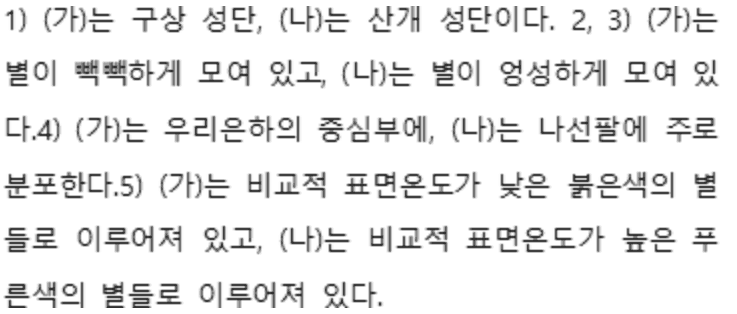 1) (가)는 구상 성단, (나)는 산개 성단이다. 2, 3) (가)는
별이 빽빽하게 모여 있고, (나)는 별이 엉성하게 모여 있
다.4) (가)는 우리은하의 중심부에, (나)는 나선팔에 주로
분포한다.5) (가)는 비교적 표면온도가 낮은 붉은색의 별
들로 이루어져 있고, (나)는 비교적 표면온도가 높은 푸
른색의 별들로 이루어져 있다.